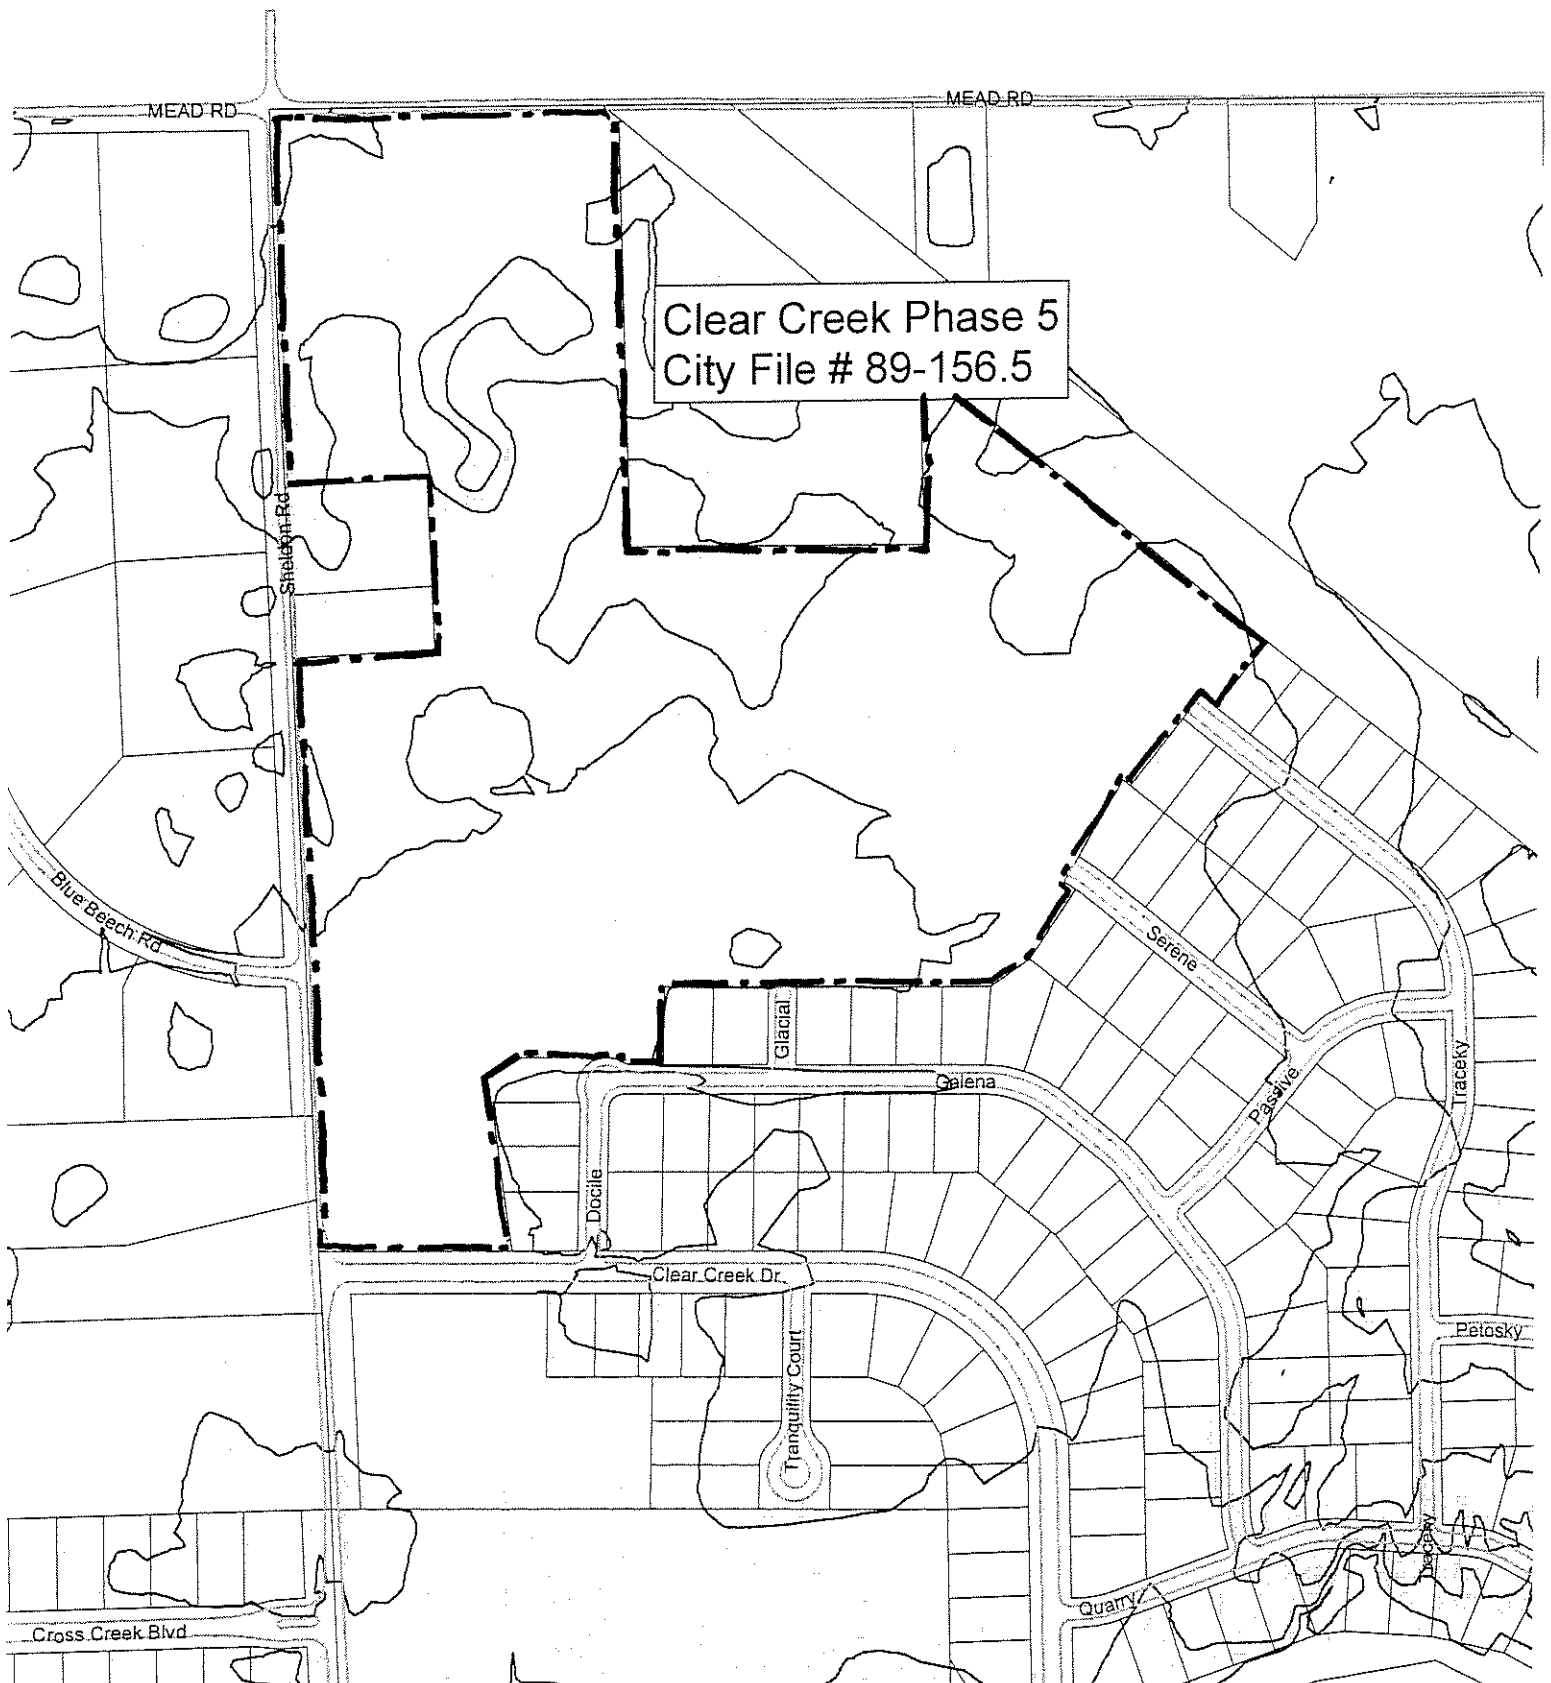 MEAD RD
MEAD RD
Clear Creek Phase 5
City File # 89-156.5
Sheldon Rd
Blue Beech Rd
Serene
Glacial
Galena
Passive
Traceky
Docile
Clear Creek Dr
Petosky
Tranquility Court
Quarry
Cross Creek Blvd